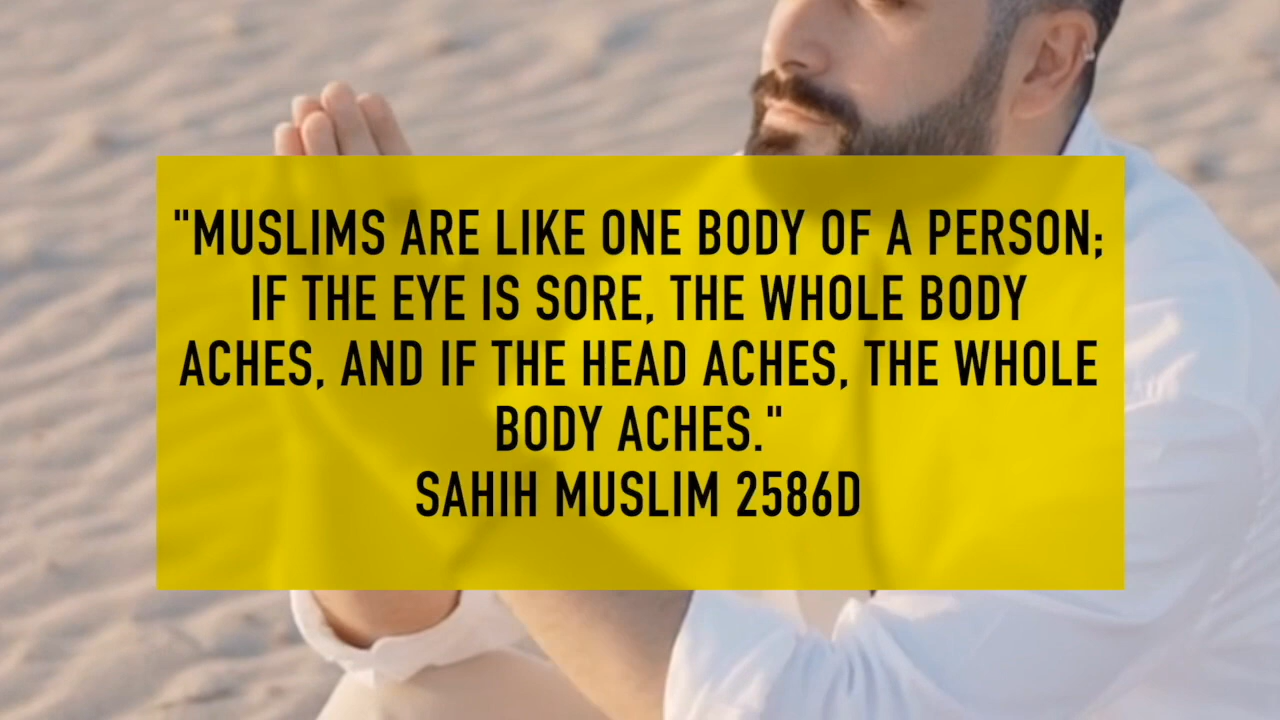 "MUSLIMS ARE LIKE ONE BODY OF A PERSON;
IF THE EYE IS SORE, THE WHOLE BODY
ACHES, AND IF THE HEAD ACHES, THE WHOLE
BODY ACHES."
SAHIH MUSLIM 2586D